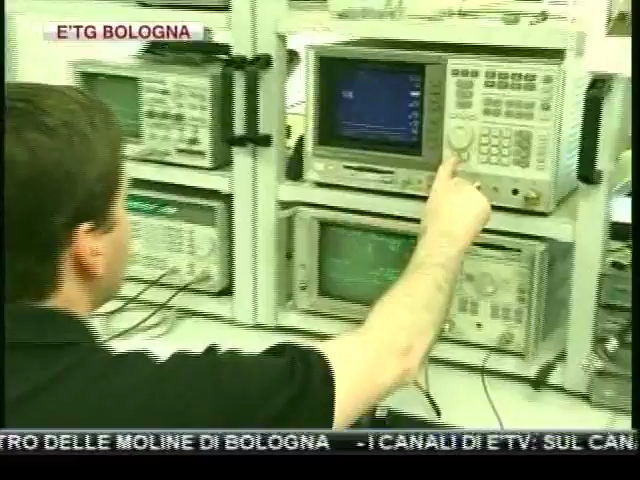 E'TG BOLOGNA
TRO DELLE MOLINE DI BOLOGNA - I CANALI DI E'TV: SUL CAN